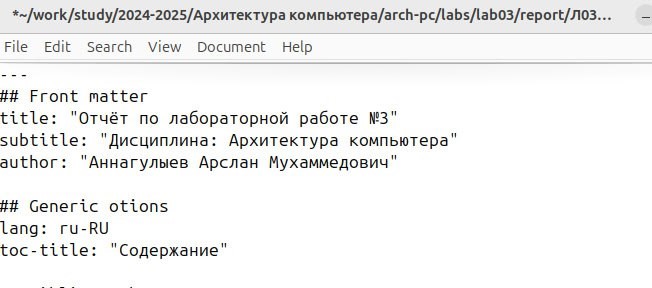 *~/work/study/2024-2025/Архитектура компьютера/arch-pc/labs/lab03/report/Л03...
File Edit Search View Document Help
---
## Front matter
title: "Отчёт по лабораторной работе №3"
subtitle: "Дисциплина: Архитектура компьютера"
author: "Аннагулыев Арслан Мухаммедович"
## Generic otions
lang: ru-RU
toc-title: "Содержание"